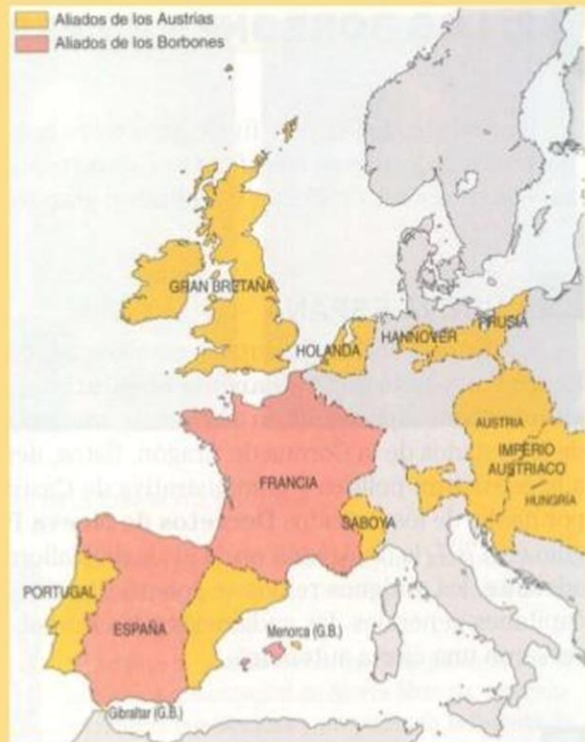 Aliados de los Austrias
Aliados de los Borbones
GRAN BRETAÑA
HOLANDA
HANNOVER
PRUSIA
AUSTRIA
IMPERIO
AUSTRIACO
HUNGRÍA
FRANCIA
SABOYA
PORTUGAL
ESPAÑA
Menorca (G.B.)
Gibraltar (G.B.)